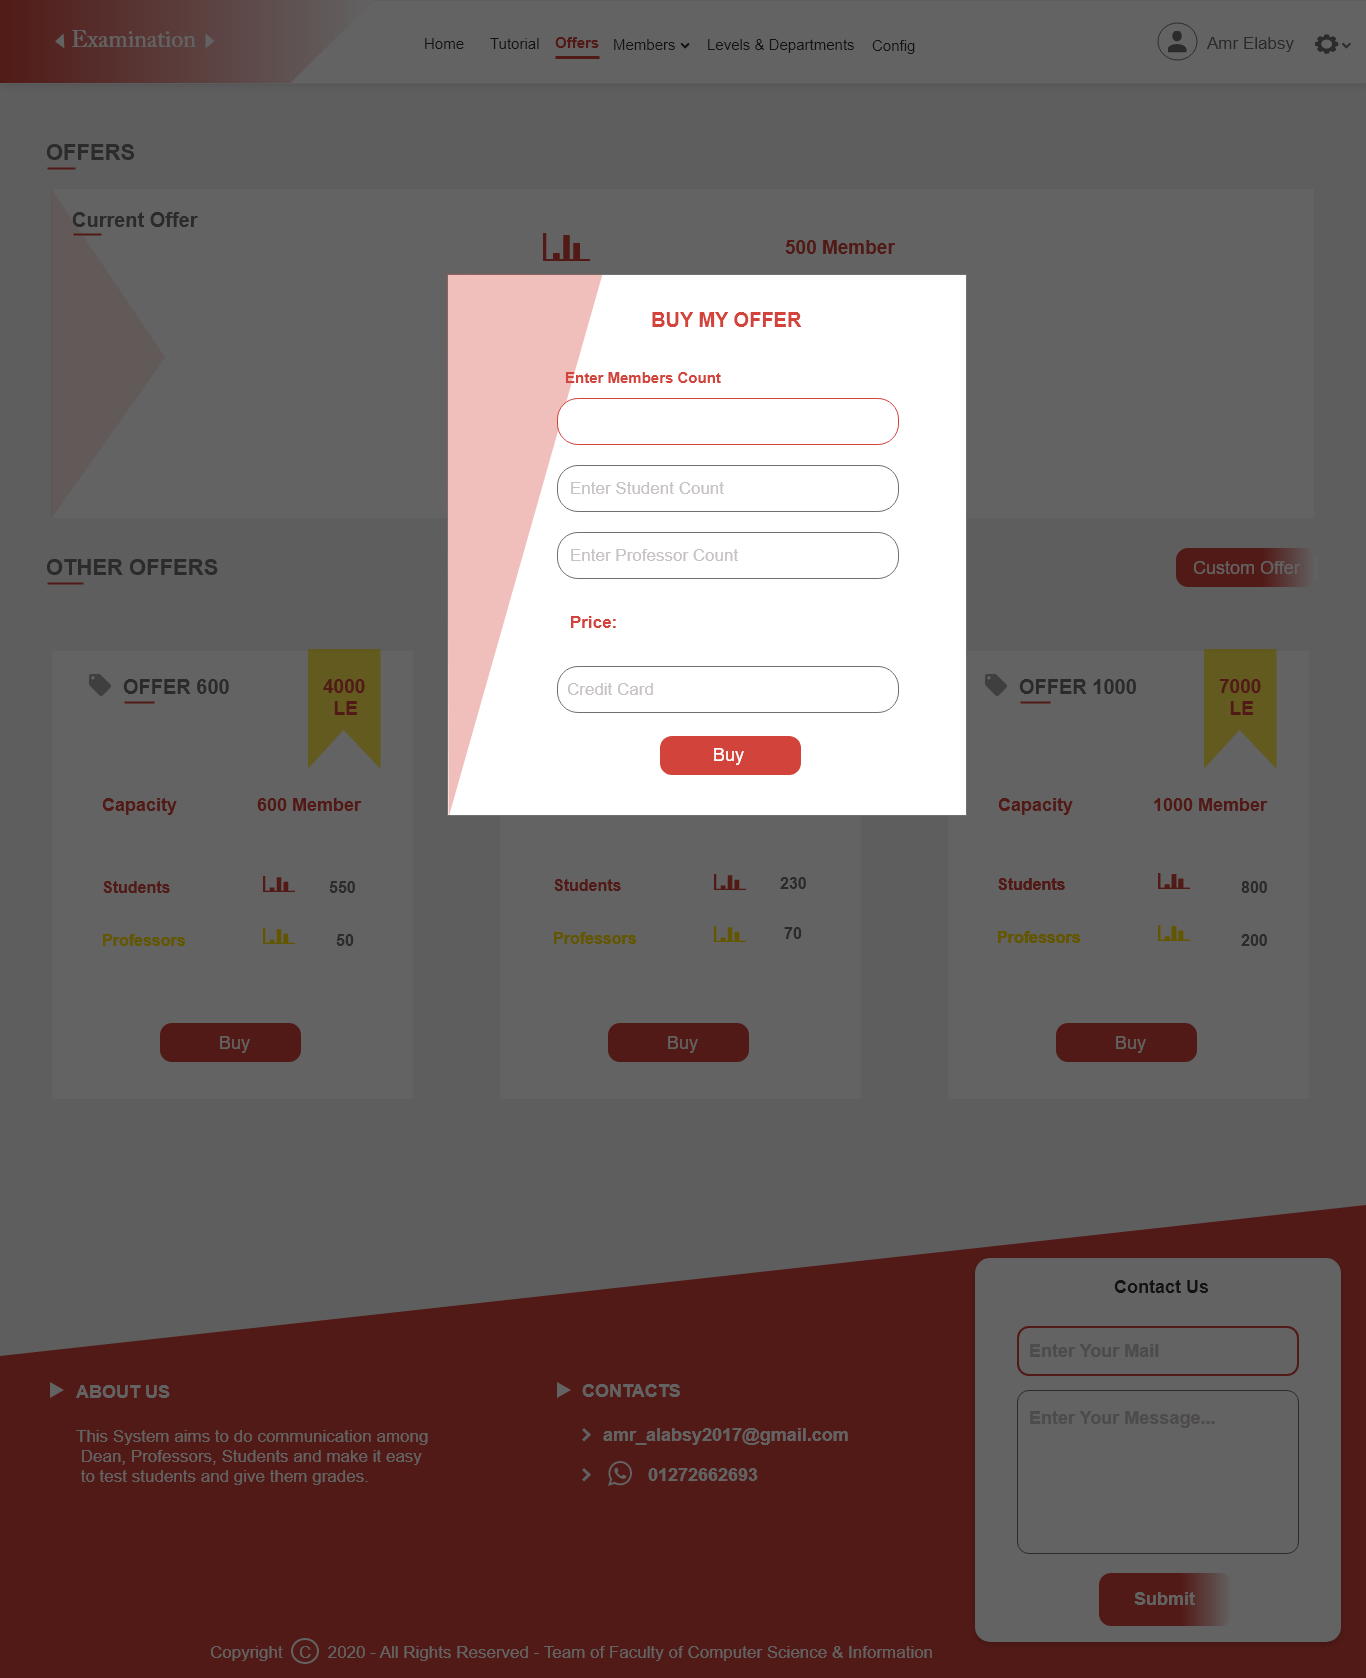 Examination
Home Tutorial Offers Members Levels & Departments Config
Amr Elabsy
OFFERS
Current Offer
500 Member
BUY MY OFFER
Enter Members Count
Enter Student Count
Enter Professor Count
Price:
Credit Card
Buy
OTHER OFFERS
Custom Offer
OFFER 600
4000
LE
Capacity 600 Member
Students 550
Professors 50
Buy
Students 230
Professors 70
Buy
OFFER 1000
7000
LE
Capacity 1000 Member
Students 800
Professors 200
Buy
ABOUT US
This System aims to do communication among
Dean, Professors, Students and make it easy
to test students and give them grades.
CONTACTS
amr_alabsy2017@gmail.com
01272662693
Contact Us
Enter Your Mail
Enter Your Message...
Submit
Copyright © 2020 - All Rights Reserved - Team of Faculty of Computer Science & Information